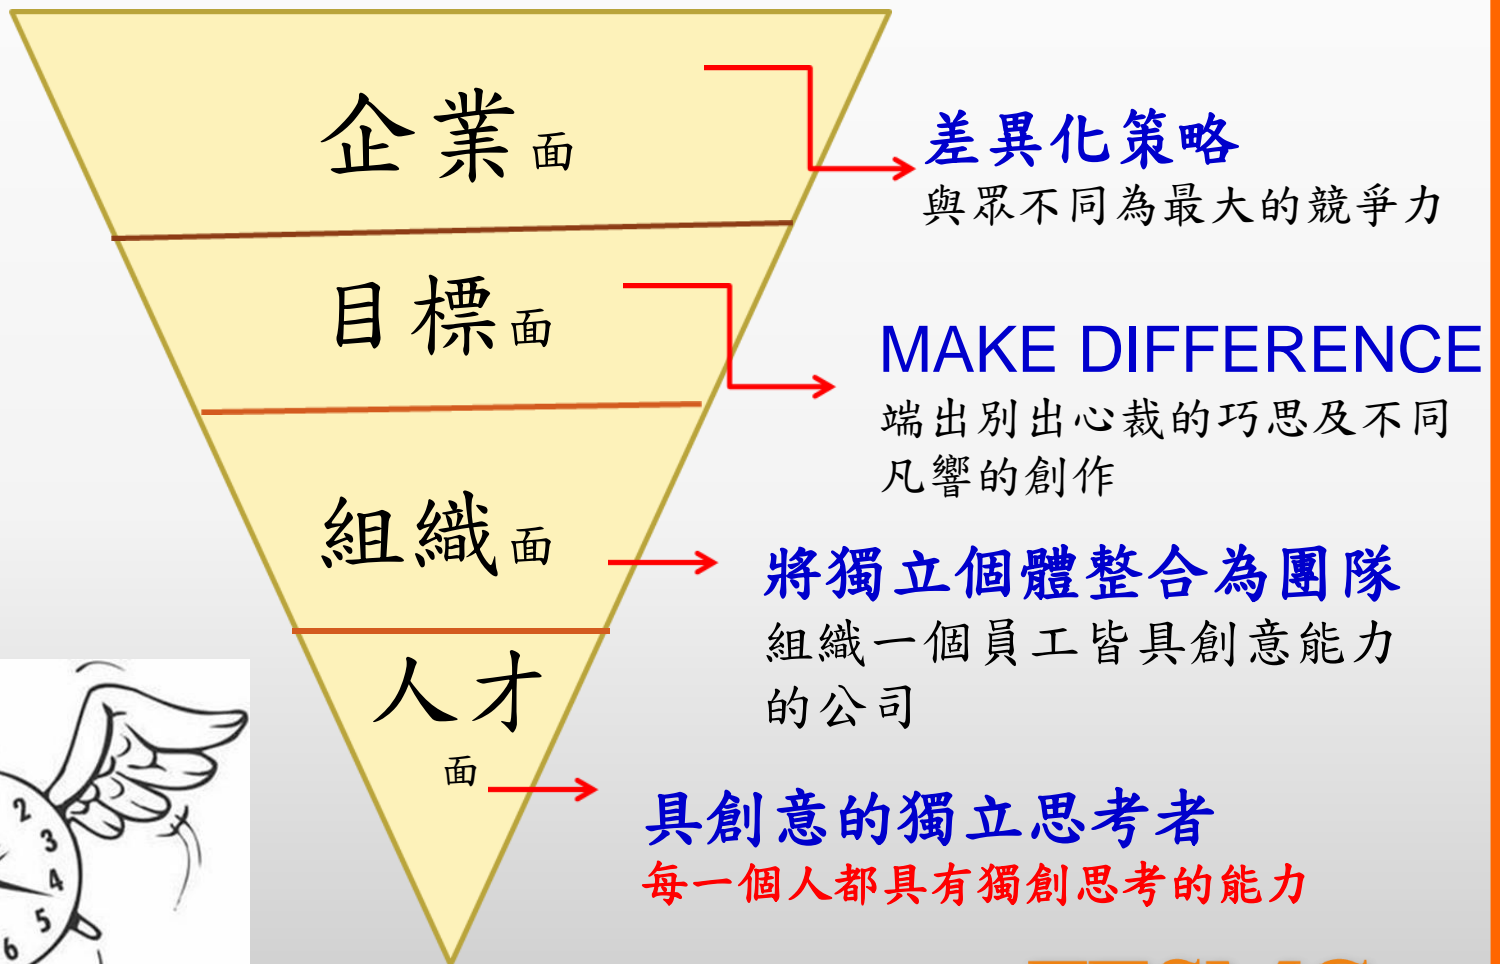 企業面
差異化策略
與眾不同為最大的競爭力
目標面
MAKE DIFFERENCE
端出別出心裁的巧思及不同
凡響的創作
組織面
將獨立個體整合為團隊
組織一個員工皆具創意能力
的公司
人才
面
具創意的獨立思考者
每一個人都具有獨創思考的能力
2
3
4
5
6